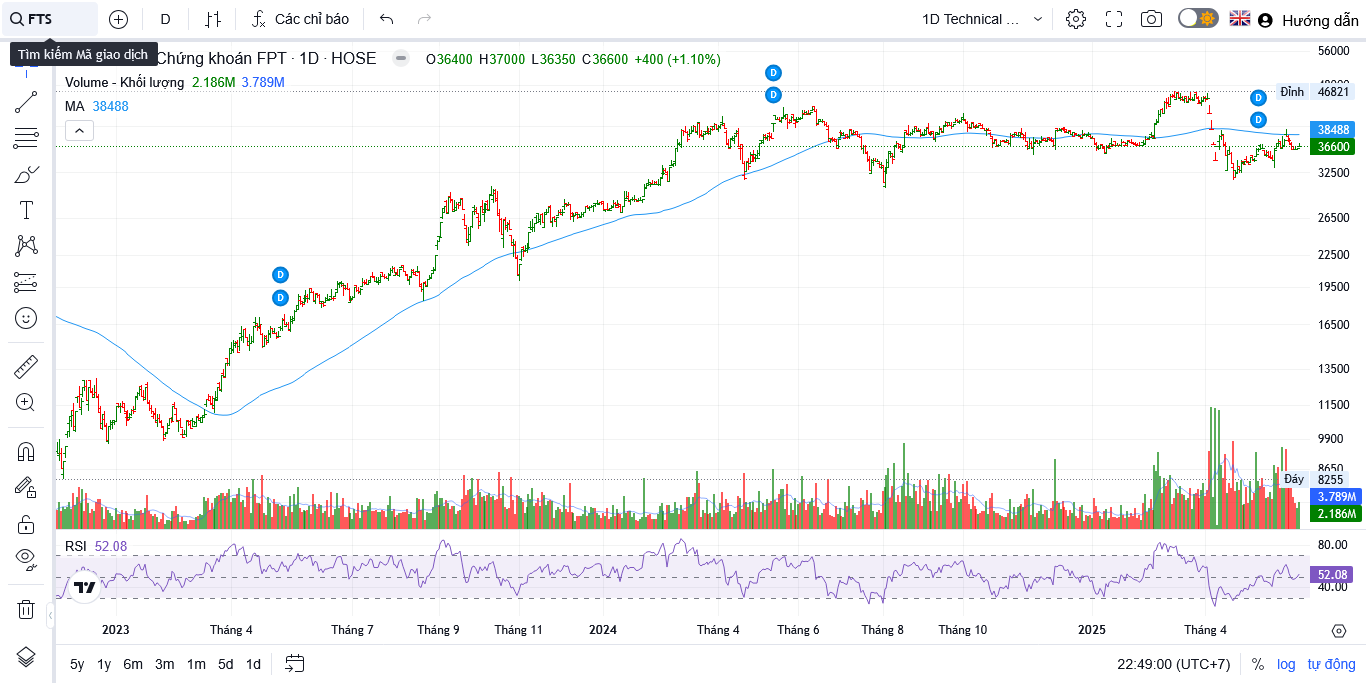 FTS
D
Các chỉ báo
1D Technical ...
Hướng dẫn
Tìm kiếm Mã giao dịch
Chứng khoán FPT · 1D · HOSE
O36400 H37000 L36350 C36600 +400 (+1.10%)
Volume - Khối lượng 2.186M 3.789M
MA 38488
D
D
D
D
D
D
56000
Đỉnh 46821
38488
36600
32500
26500
22500
19500
16500
13500
11500
9900
8650
Đáy 8255
3.789M
2.186M
RSI 52.08
80.00
52.08
40.00
2023 Tháng 4 Tháng 7 Tháng 9 Tháng 11 2024 Tháng 4 Tháng 6 Tháng 8 Tháng 10 2025 Tháng 4
5y 1y 6m 3m 1m 5d 1d
22:49:00 (UTC+7) % log tự động